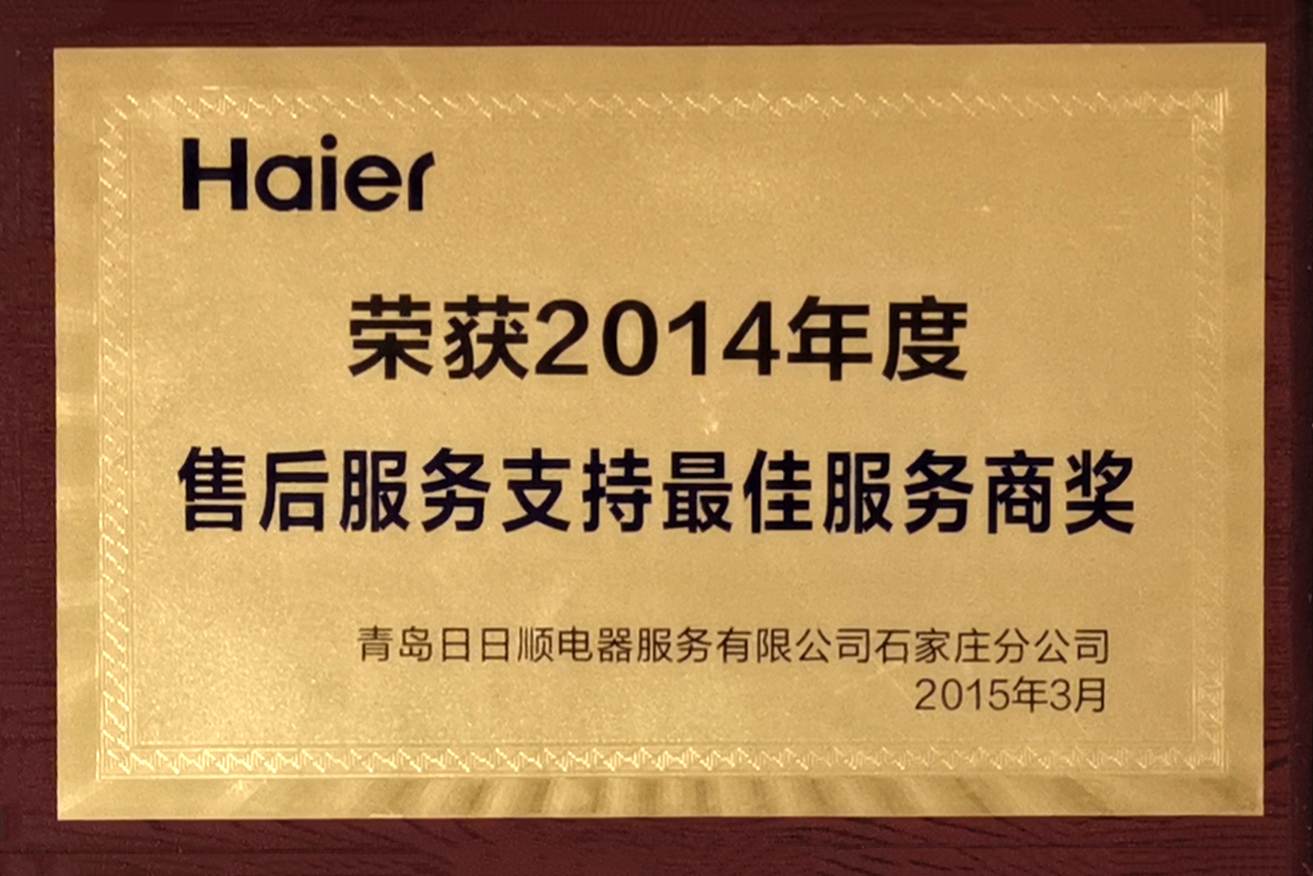 Haier
荣获2014年度
售后服务支持最佳服务商奖
青岛日日顺电器服务有限公司石家庄分公司
2015年3月